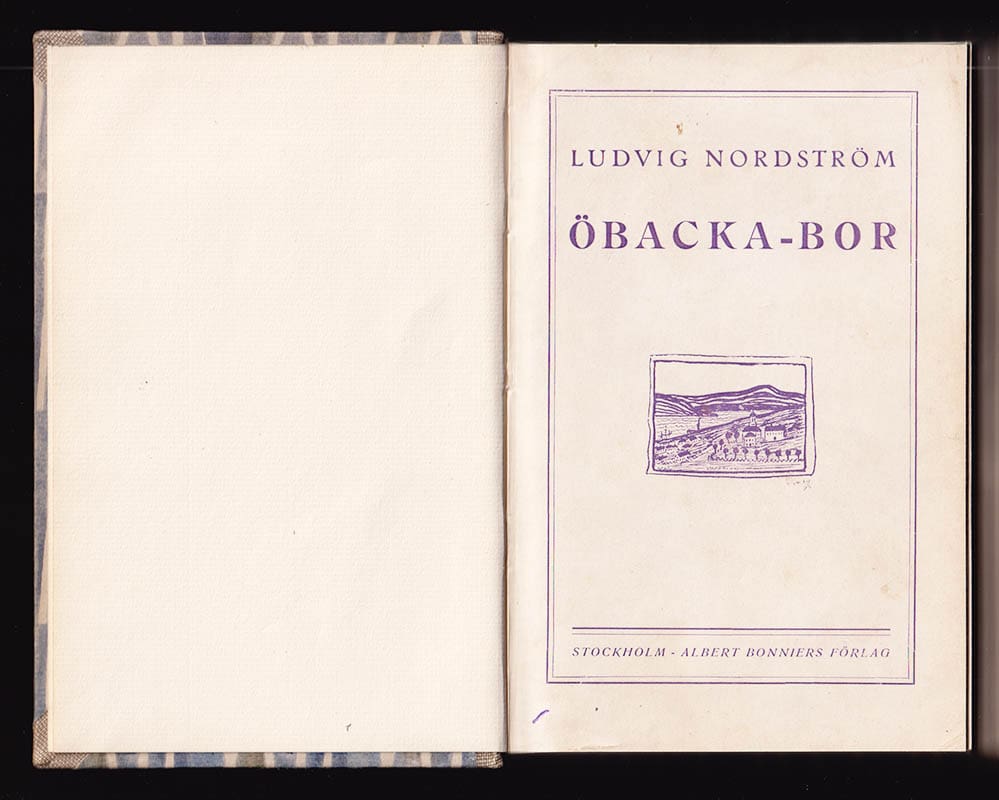 LUDVIG NORDSTRÖM
ÖBACKA-BOR
STOCKHOLM - ALBERT BONNIERS FÖRLAG